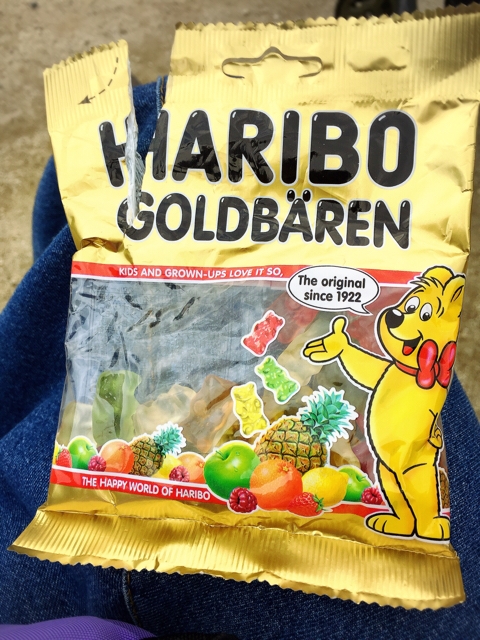 HARIBO
GOLDBÄREN
KIDS AND GROWN-UPS LOVE IT SO,
The original
since 1922
THE HAPPY WORLD OF HARIBO